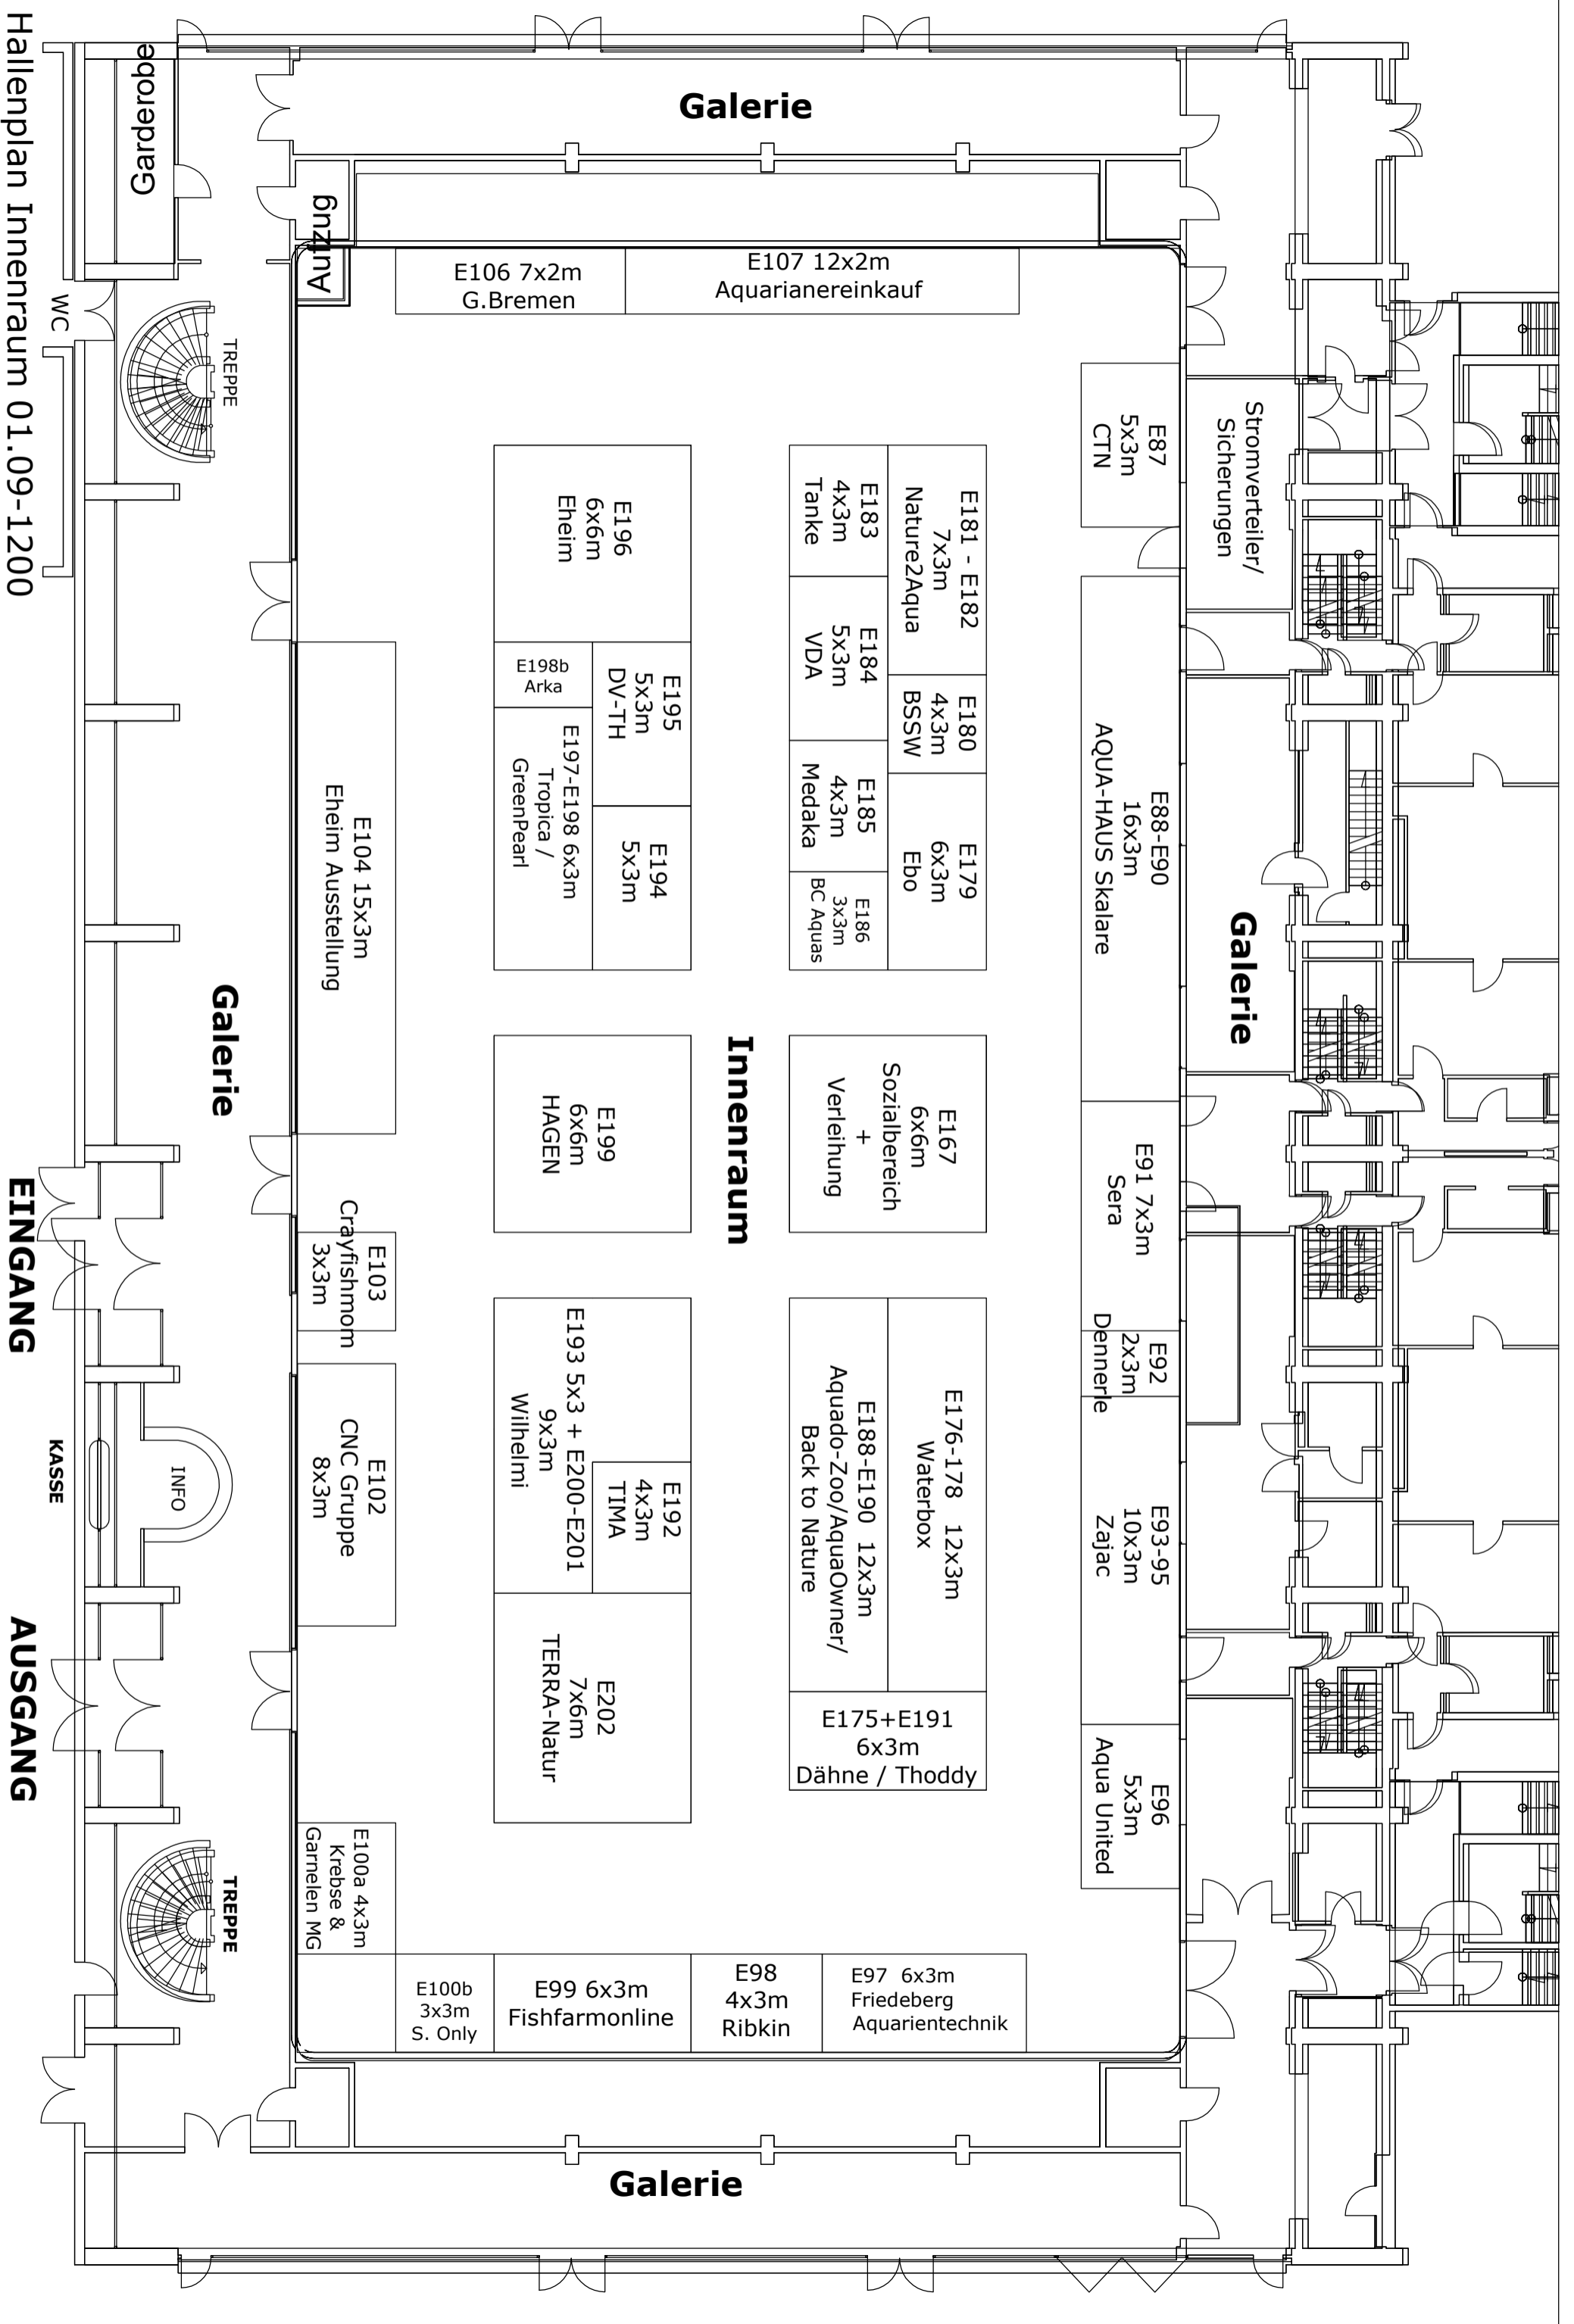 Hallenplan Innenraum 01.09-1200
Garderobe
Galerie
Aufzug
WC
TREPPE
E106 7x2m
G.Bremen
E107 12x2m
Aquarianereinkauf
E87
5x3m
CTN
Stromverteiler/
Sicherungen
E196
6x6m
Eheim
E183
4x3m
Tanke
E181 - E182
7x3m
Nature2Aqua
E184
5x3m
VDA
E180
4x3m
BSSW
E198b
Arka
E195
5x3m
DV-TH
E197-E198 6x3m
Tropica /
GreenPearl
E194
5x3m
E185
4x3m
Medaka
E179
6x3m
Ebo
E186
3x3m
BC Aquas
E88-E90
16x3m
AQUA-HAUS Skalare
E104 15x3m
Eheim Ausstellung
Galerie
Galerie
Innenraum
E199
6x6m
HAGEN
E167
6x6m
Sozialbereich
+
Verleihung
E91 7x3m
Sera
E103
Crayfishmom
3x3m
EINGANG
E92
2x3m
Dennerle
E102
CNC Gruppe
8x3m
KASSE
INFO
E193 5x3 + E200-E201
9x3m
Wilhelmi
E192
4x3m
TIMA
E188-E190 12x3m
Aquado-Zoo/AquaOwner/
Back to Nature
E176-178 12x3m
Waterbox
E93-95
10x3m
Zajac
AUSGANG
E202
7x6m
TERRA-Natur
E175+E191
6x3m
Dähne / Thoddy
E96
5x3m
Aqua United
TREPPE
E100a 4x3m
Krebse &
Garnelen MG
E100b
3x3m
S. Only
E99 6x3m
Fishfarmonline
E98
4x3m
Ribkin
E97 6x3m
Friedeberg
Aquarientechnik
Galerie